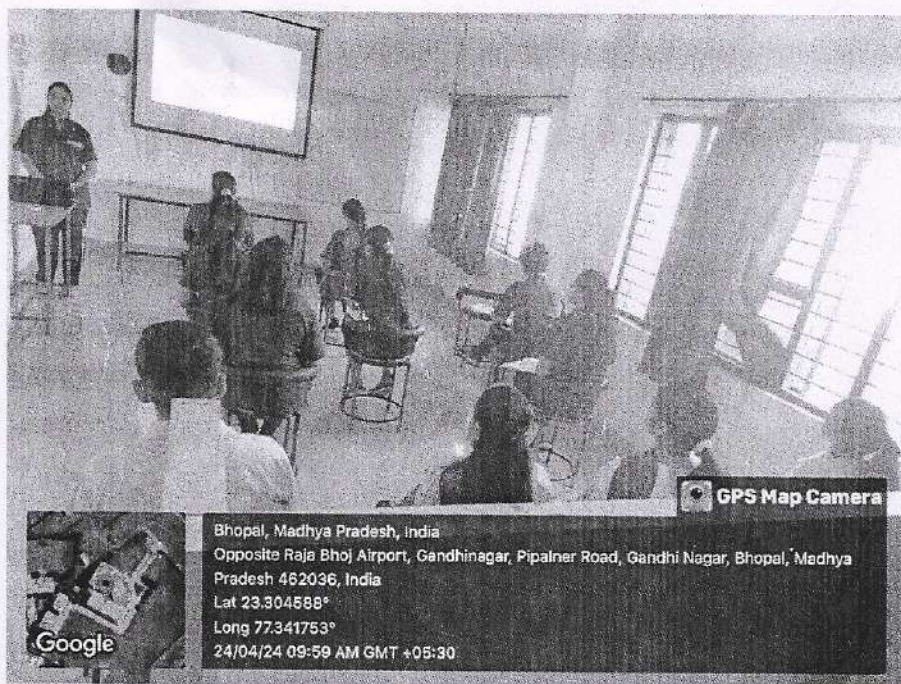 GPS Map Camera
Bhopal, Madhya Pradesh, India
Opposite Raja Bhoj Airport, Gandhinagar, Pipalner Road, Gandhi Nagar, Bhopal, Madhya
Pradesh 462036, India
Lat 23.304588°
Long 77.341753°
24/04/24 09:59 AM GMT +05:30
Google